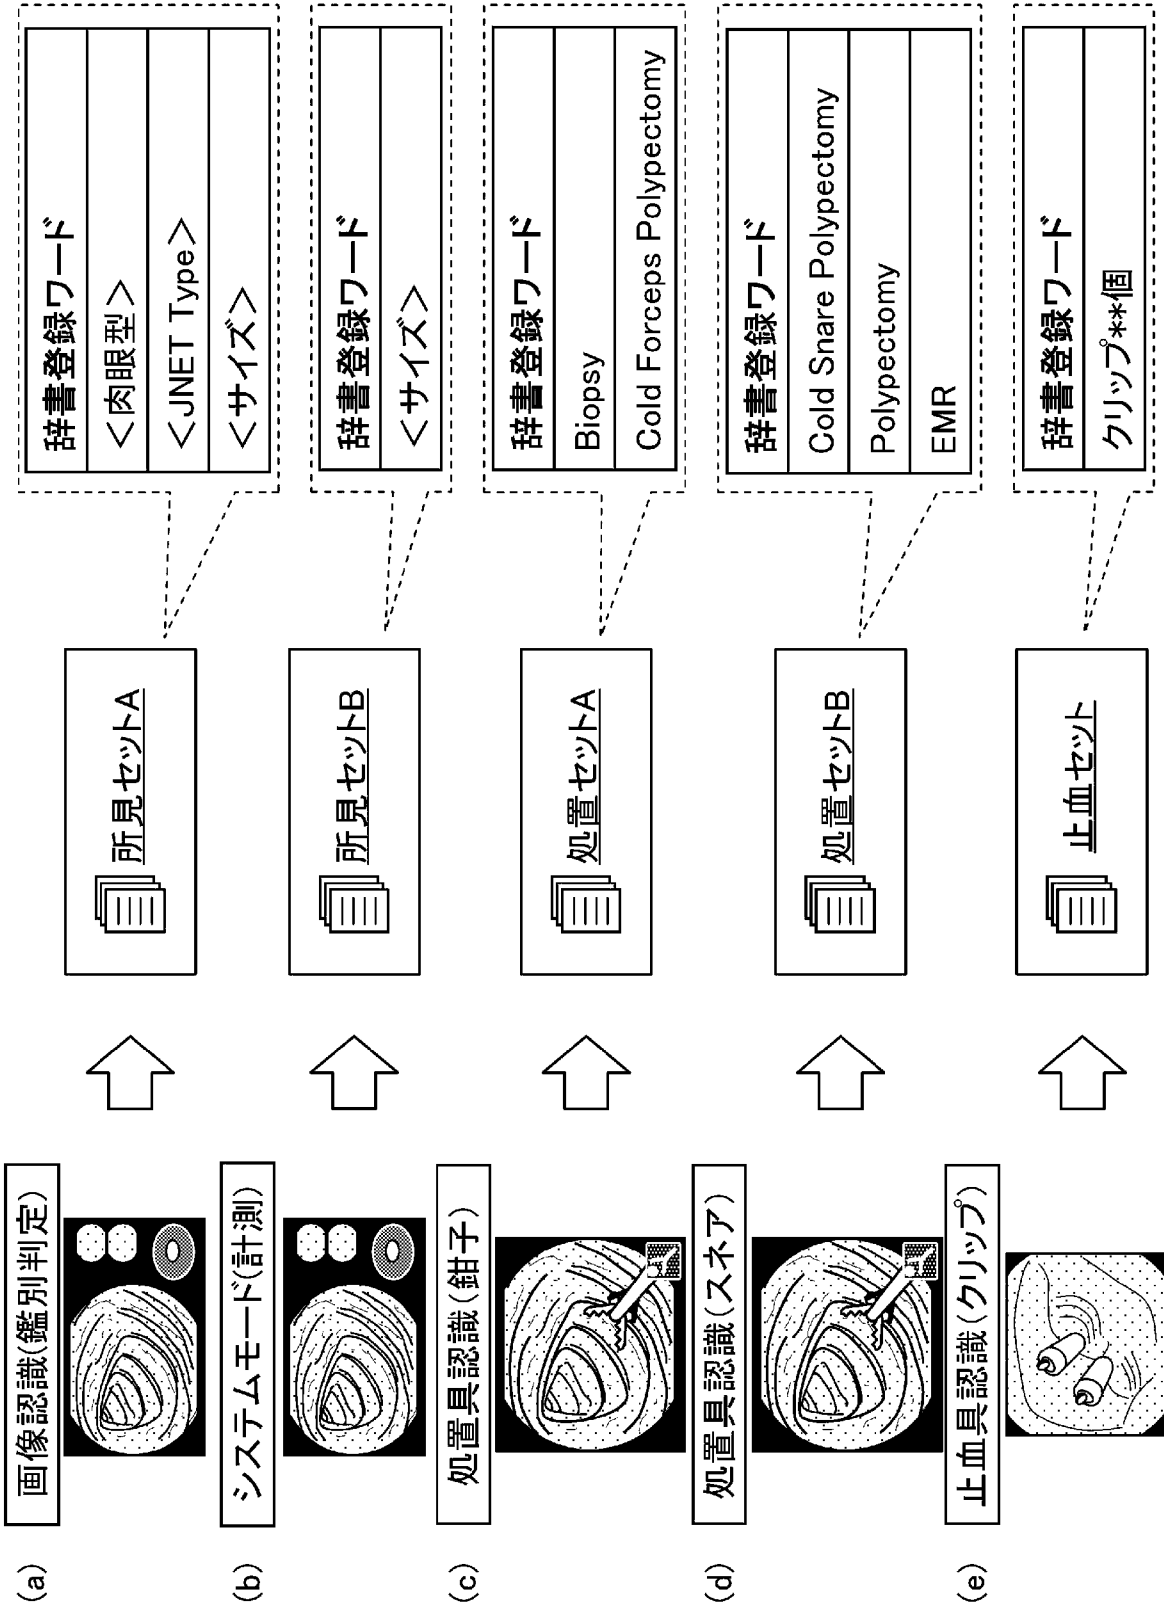 (a)
画像認識(鑑別判定)
所見セットA
辞書登録ワード
＜肉眼型＞
＜JNET Type＞
＜サイズ＞
(b)
システムモード(計測)
所見セットB
辞書登録ワード
＜サイズ＞
(c)
処置具認識(鉗子)
処置セットA
辞書登録ワード
Biopsy
Cold Forceps Polypectomy
(d)
処置具認識(スネア)
処置セットB
辞書登録ワード
Cold Snare Polypectomy
Polypectomy
EMR
(e)
止血具認識(クリップ)
止血セット
辞書登録ワード
クリップ**個